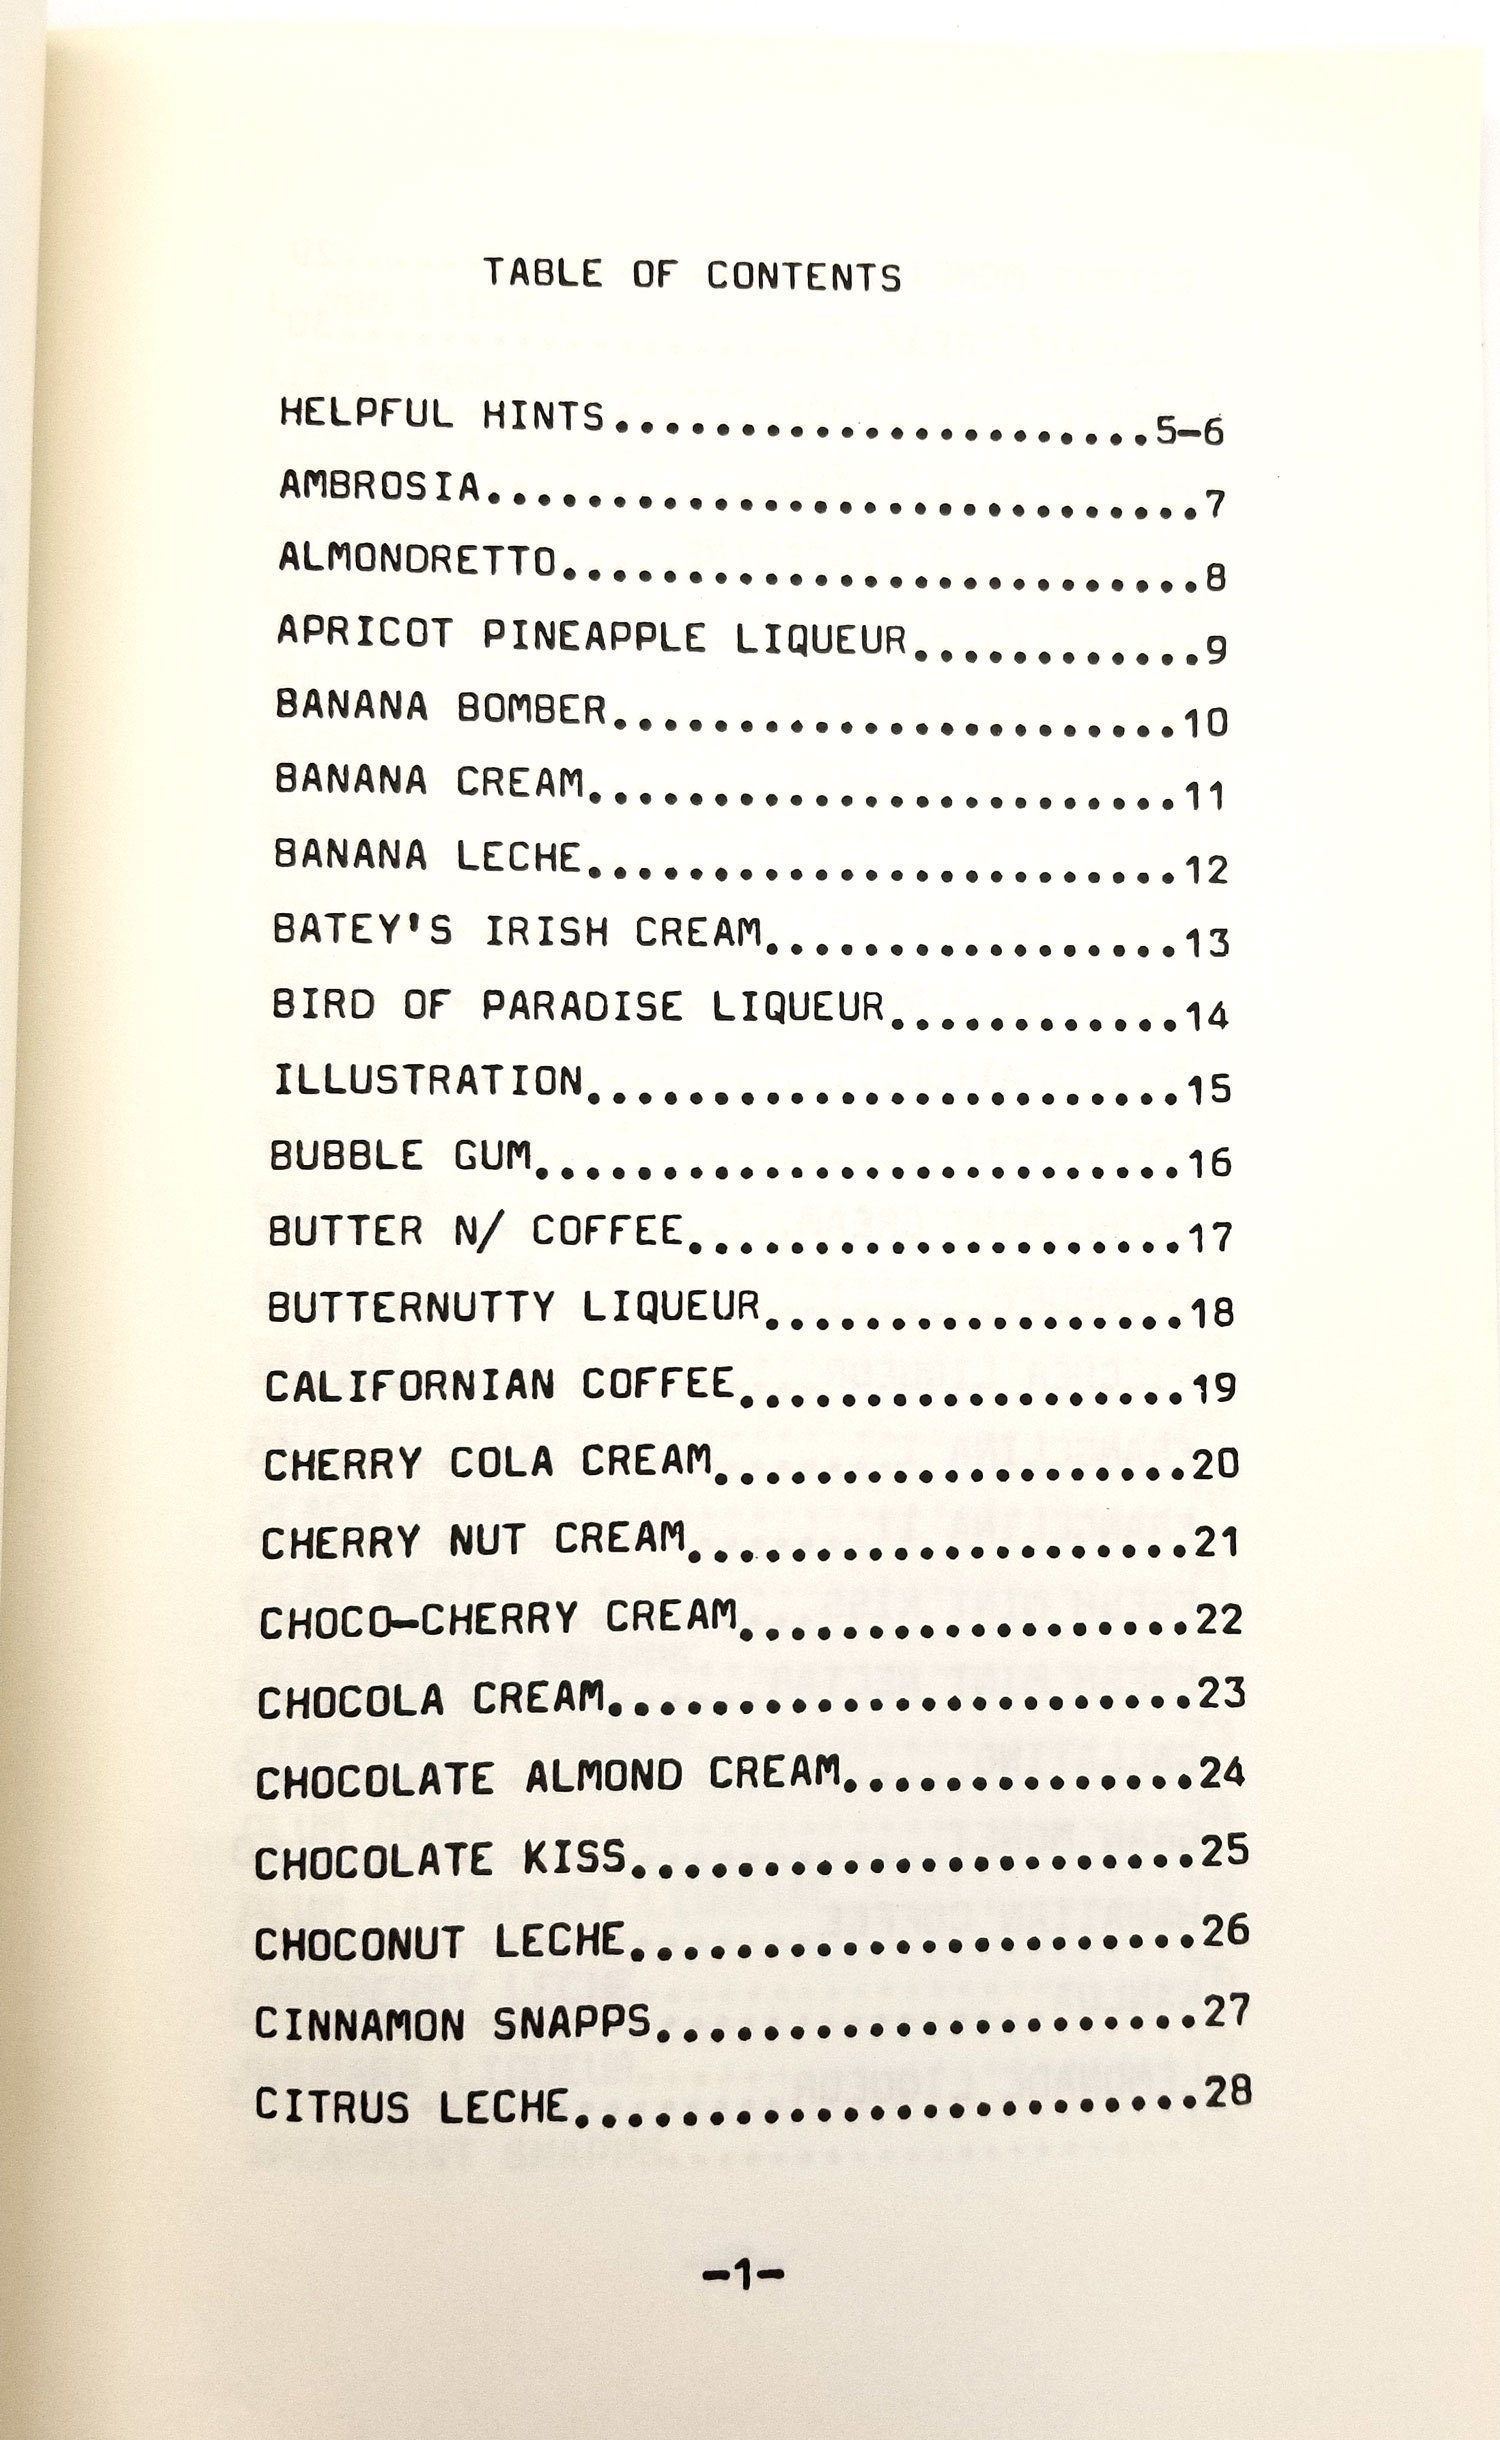 TABLE OF CONTENTS
HELPFUL HINTS......................5-6
AMBROSIA.............................7
ALMONDRETTO..........................8
APRICOT PINEAPPLE LIQUEUR............9
BANANA BOMBER.......................10
BANANA CREAM........................11
BANANA LECHE........................12
BATEY'S IRISH CREAM.................13
BIRD OF PARADISE LIQUEUR............14
ILLUSTRATION........................15
BUBBLE GUM..........................16
BUTTER N/ COFFEE....................17
BUTTERNUTTY LIQUEUR.................18
CALIFORNIAN COFFEE..................19
CHERRY COLA CREAM...................20
CHERRY NUT CREAM....................21
CHOCO-CHERRY CREAM..................22
CHOCOLA CREAM.......................23
CHOCOLATE ALMOND CREAM..............24
CHOCOLATE KISS......................25
CHOCONUT LECHE......................26
CINNAMON SNAPPS.....................27
CITRUS LECHE........................28
-1-